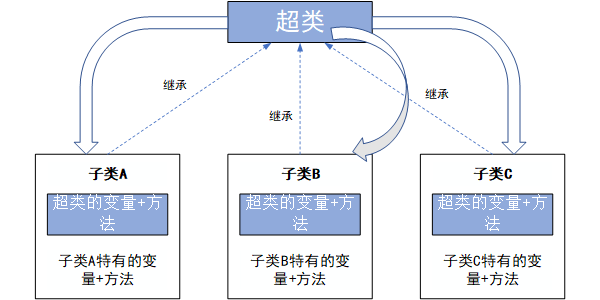 超类
继承
继承
继承
子类A
超类的变量+方
法
子类A特有的变
量+方法
子类B
超类的变量+方
法
子类B特有的变
量+方法
子类C
超类的变量+方
法
子类C特有的变
量+方法